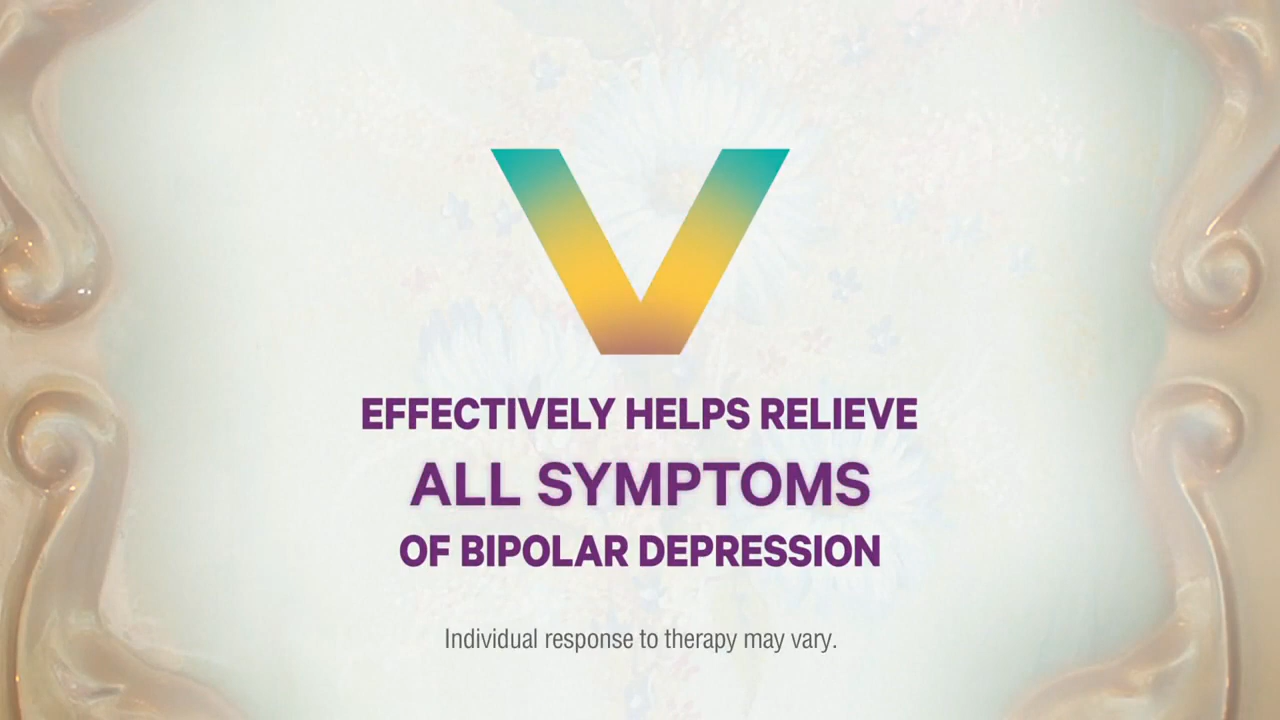 V
EFFECTIVELY HELPS RELIEVE
ALL SYMPTOMS
OF BIPOLAR DEPRESSION
Individual response to therapy may vary.